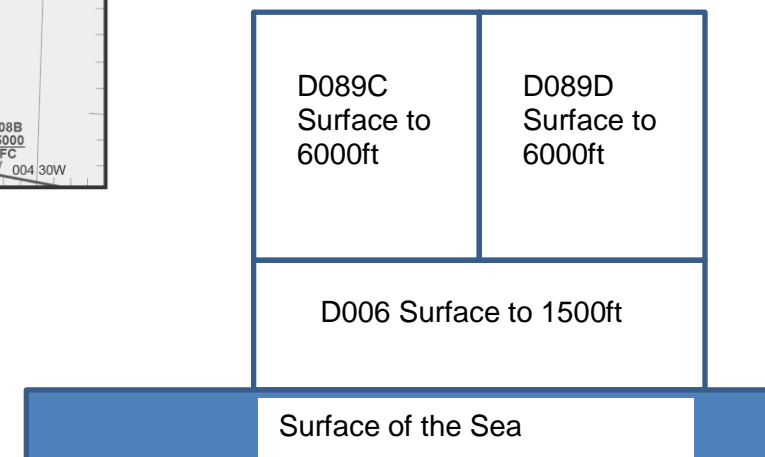 08B
5000
FC
004 30W
D089C
Surface to
6000ft
D089D
Surface to
6000ft
D006 Surface to 1500ft
Surface of the Sea